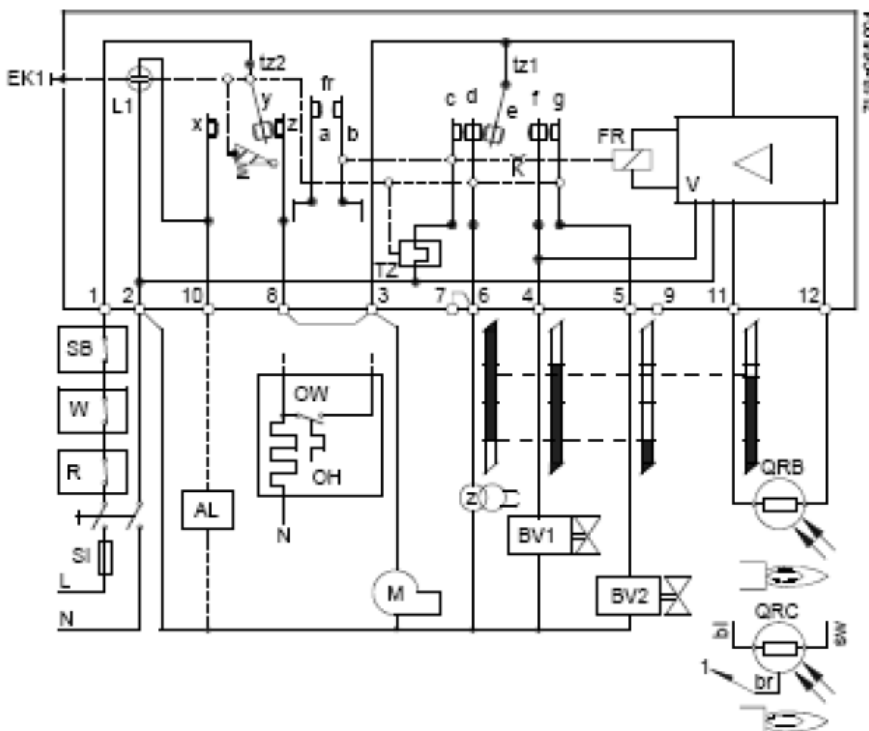 tz2
tz1
EK1
L1
fr
y
x
z
a
b
c
d
e
f
g
FR
V
K
TZ
1
2
10
8
3
7
6
4
5
9
11
12
SB
W
R
SI
L
N
AL
OW
OH
N
M
Z
BV1
BV2
QRB
QRC
bl
sw
br
1